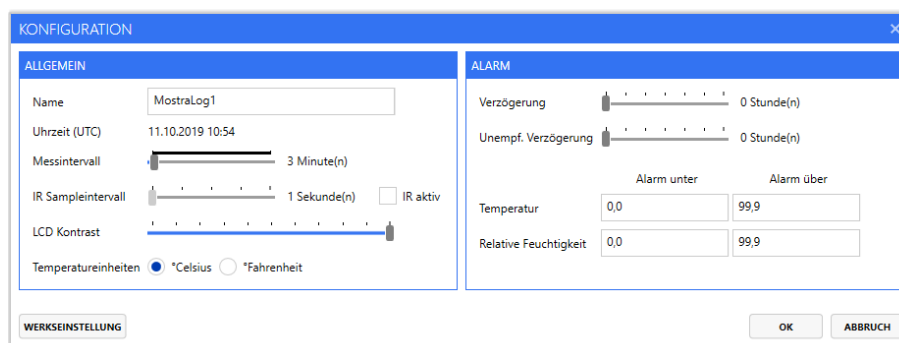 KONFIGURATION
ALLGEMEIN
Name MostraLog1
Uhrzeit (UTC) 11.10.2019 10:54
Messintervall 3 Minute(n)
IR Sampleintervall 1 Sekunde(n) IR aktiv
LCD Kontrast
Temperatureinheiten °Celsius °Fahrenheit
ALARM
Verzögerung 0 Stunde(n)
Unempf. Verzögerung 0 Stunde(n)
Alarm unter Alarm über
Temperatur 0,0 99,9
Relative Feuchtigkeit 0,0 99,9
WERKSEINSTELLUNG OK ABBRUCH